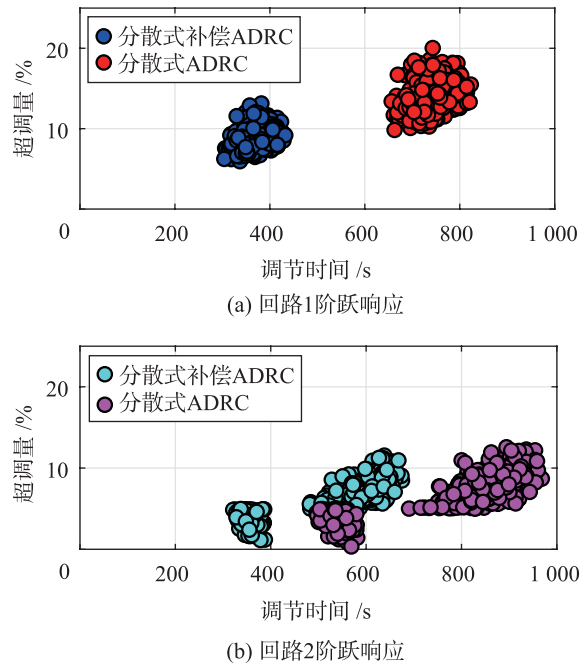 20
分散式补偿ADRC
分散式ADRC
10
超调量 /%
0
200
400
600
800
1 000
调节时间 /s
(a) 回路1阶跃响应
20
分散式补偿ADRC
分散式ADRC
10
超调量 /%
0
200
400
600
800
1 000
调节时间 /s
(b) 回路2阶跃响应